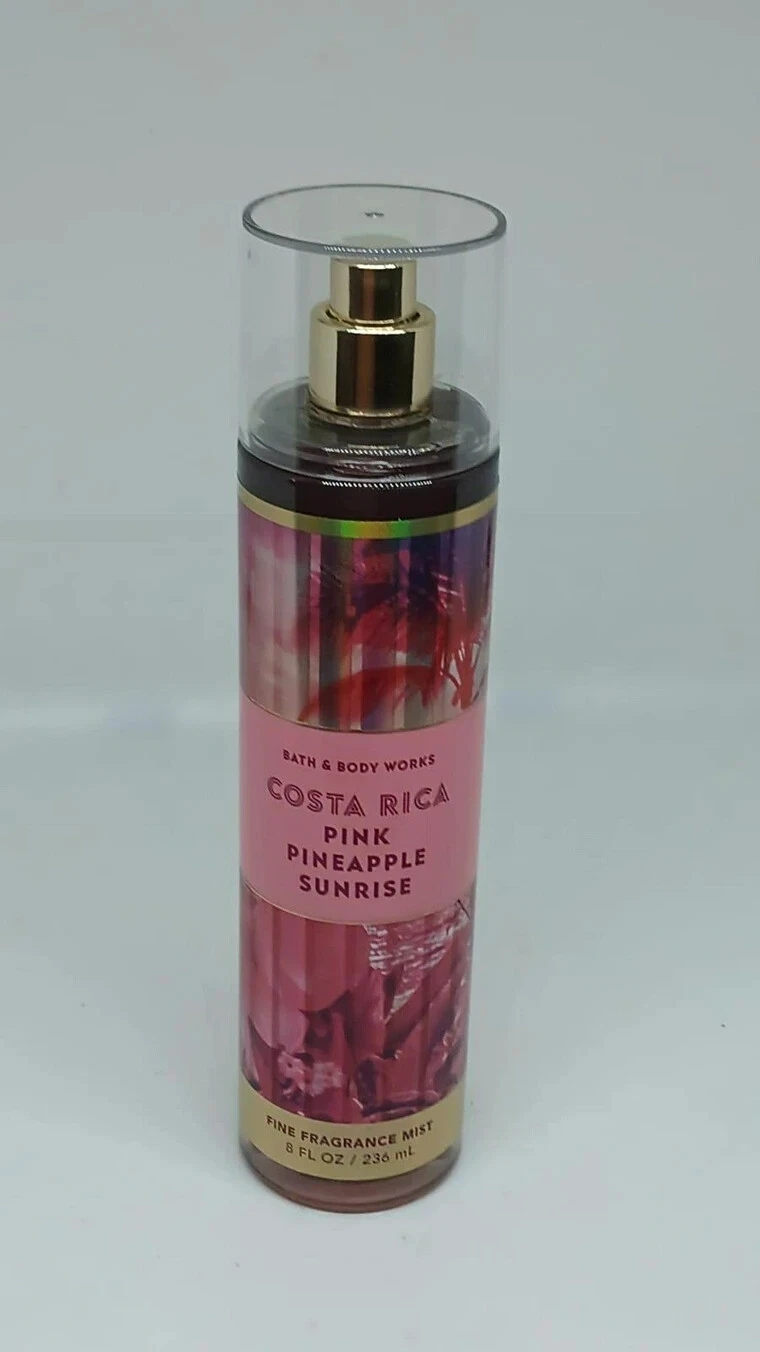 BATH & BODY WORKS
COSTA RICA
PINK
PINEAPPLE
SUNRISE
FINE FRAGRANCE MIST
8 FL OZ / 236 mL